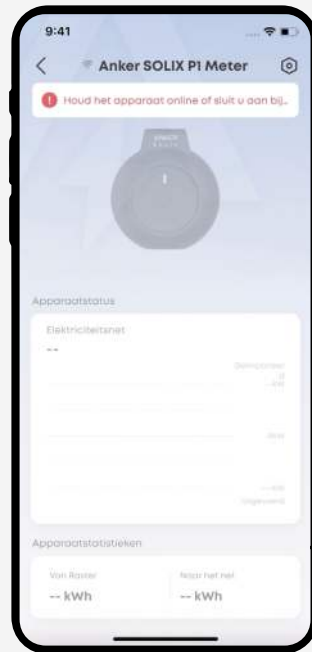 9:41
Anker SOLIX P1 Meter
Houd het apparaat online of sluit u aan bij...
Apparaatstatus
Elektriciteitsnet
--
-- kW
Apparaatstatistieken
Van Raster
Naar het net
-- kWh
-- kWh